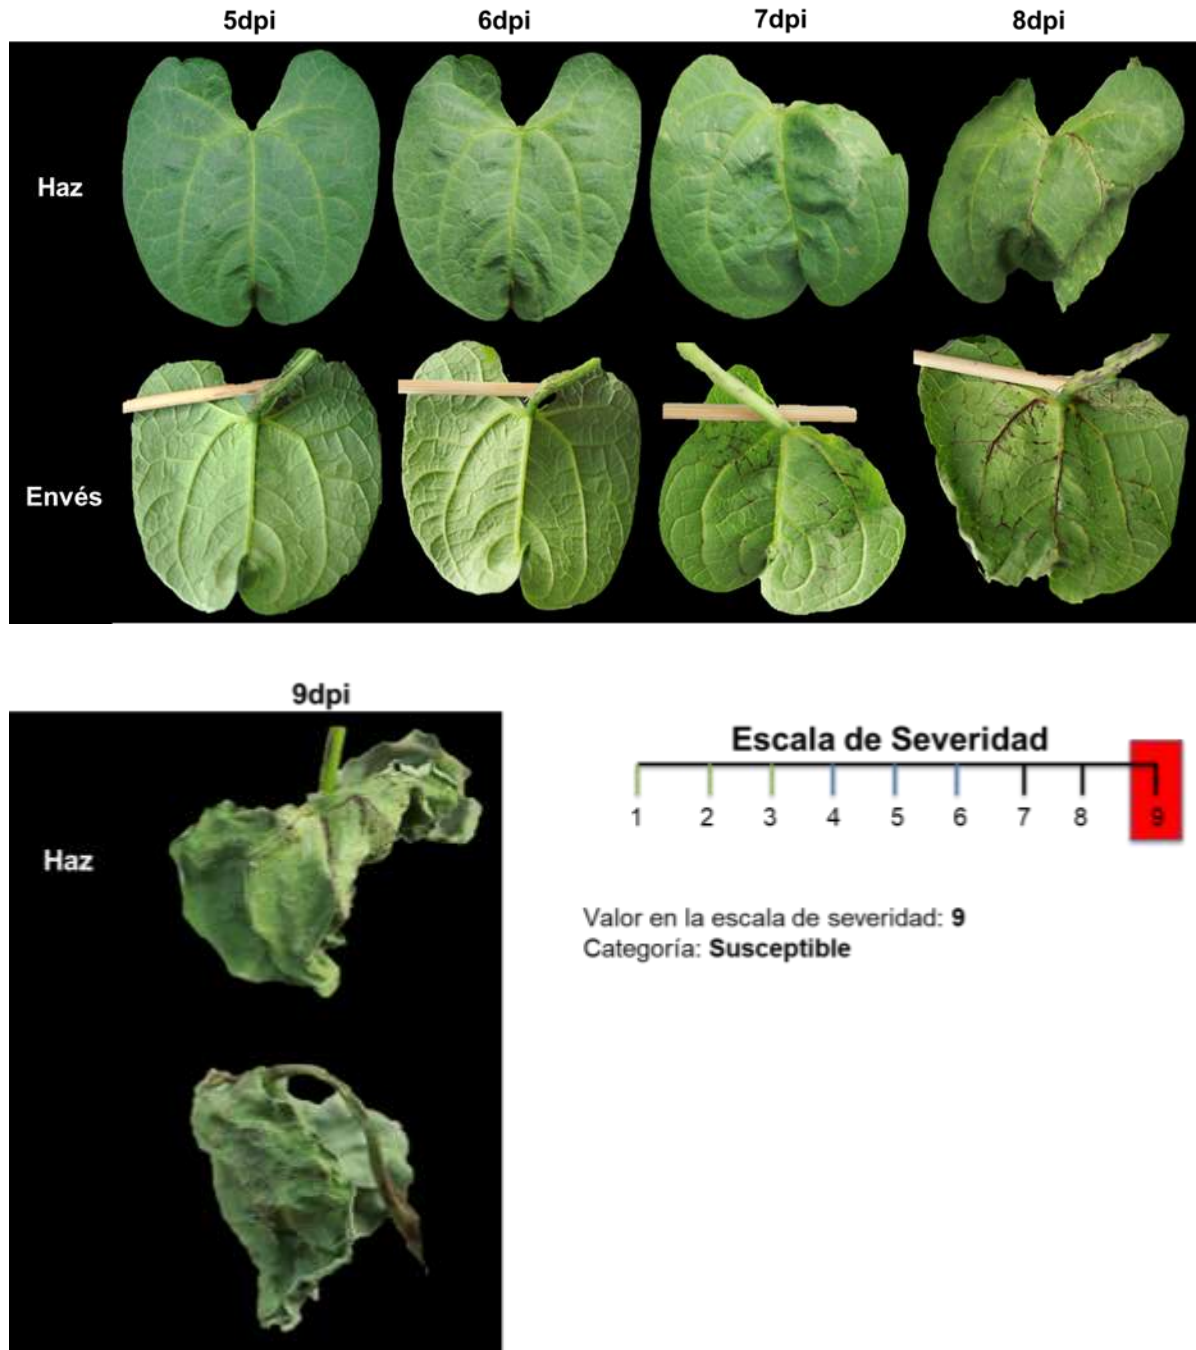 5dpi 6dpi 7dpi 8dpi
Haz
Envés
9dpi
Haz
Escala de Severidad
1 2 3 4 5 6 7 8 9
Valor en la escala de severidad: 9
Categoría: Susceptible